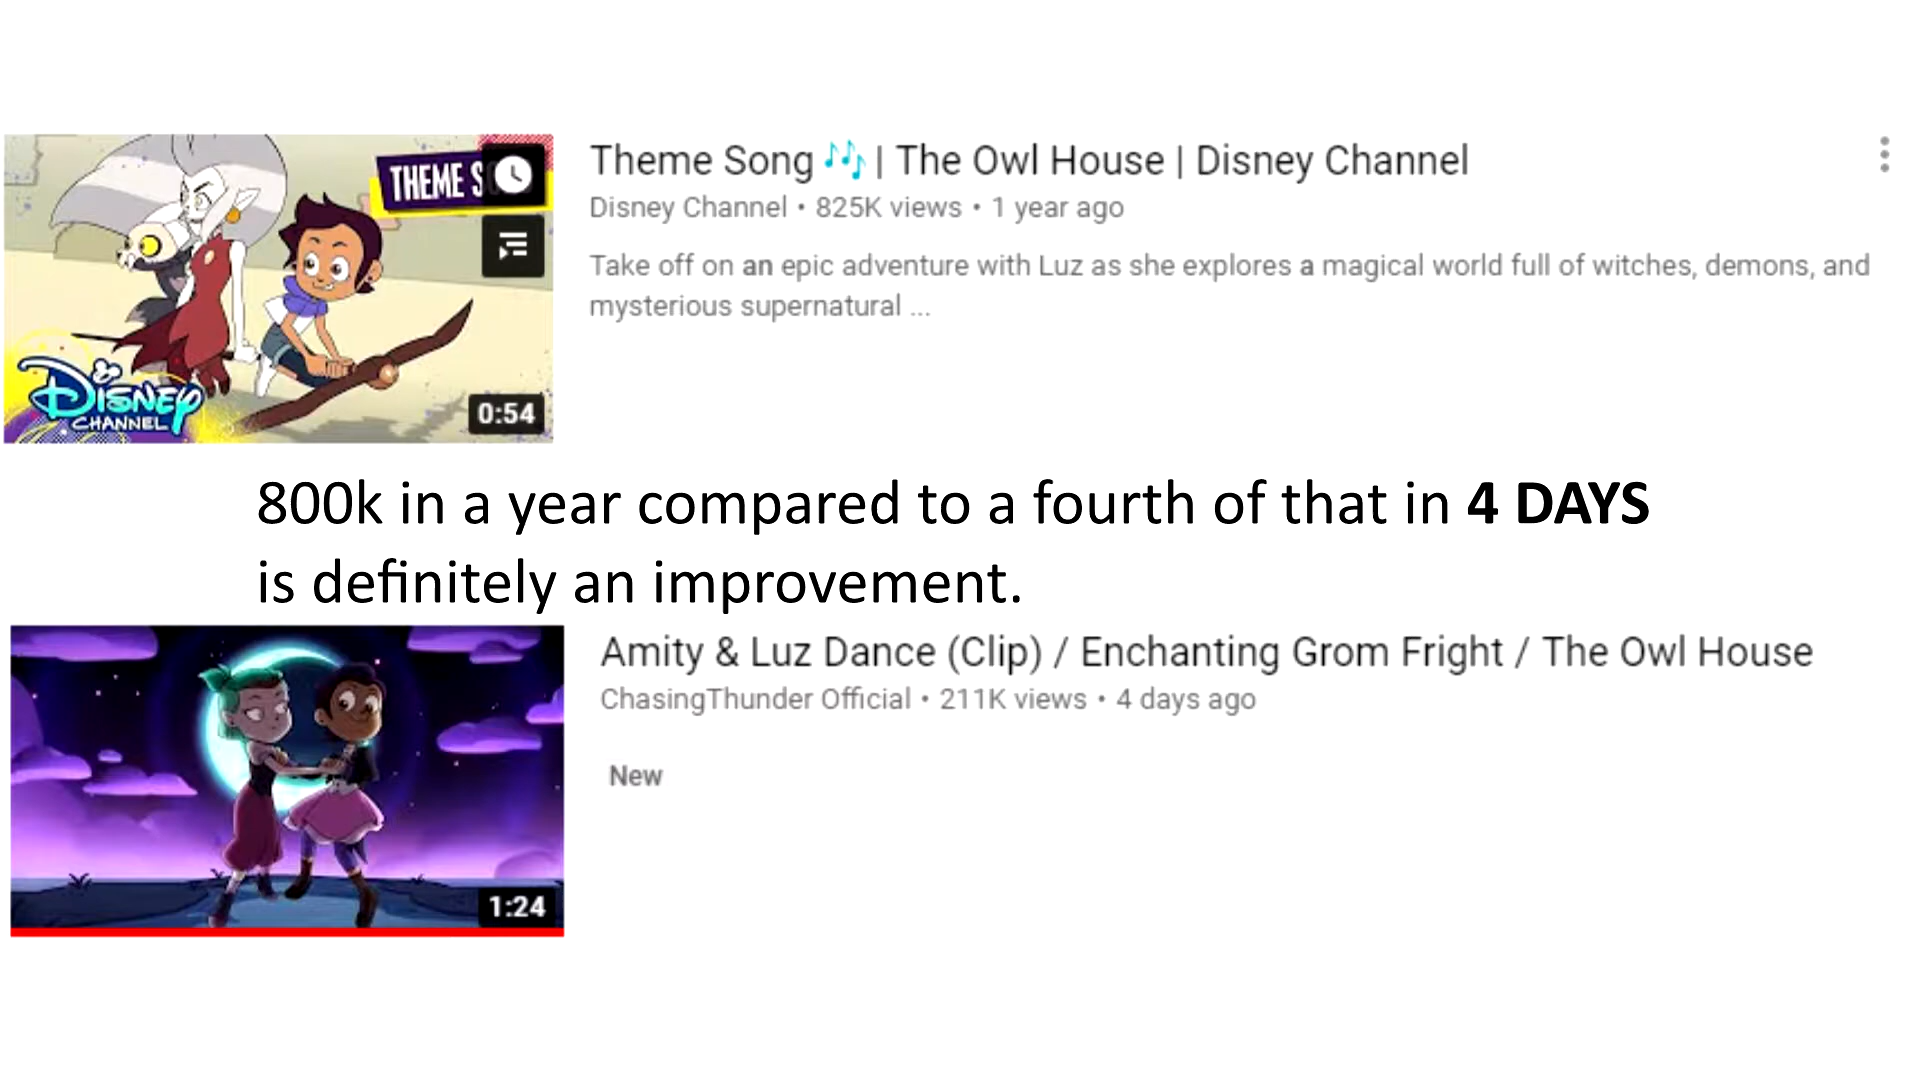 THEME S
DISNEY
CHANNEL
0:54
Theme Song 🎶 | The Owl House | Disney Channel
Disney Channel • 825K views • 1 year ago
Take off on an epic adventure with Luz as she explores a magical world full of witches, demons, and
mysterious supernatural ...
800k in a year compared to a fourth of that in 4 DAYS
is definitely an improvement.
1:24
Amity & Luz Dance (Clip) / Enchanting Grom Fright / The Owl House
ChasingThunder Official • 211K views • 4 days ago
New